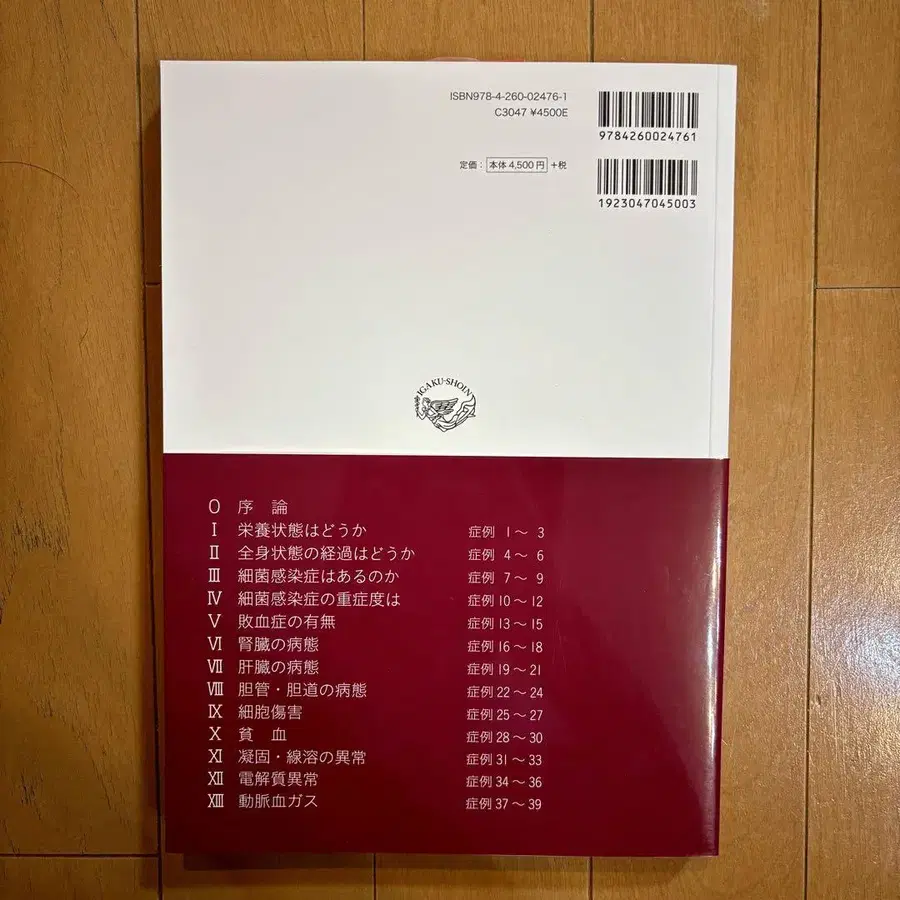 ISBN978-4-260-02476-1
C3047 ¥4500E
9784260024761
定価：本体 4,500 円 +税
1923047045003
IGAKU-SHOIN
0 序 論
Ⅰ 栄養状態はどうか 症例 1～ 3
Ⅱ 全身状態の経過はどうか 症例 4～ 6
Ⅲ 細菌感染症はあるのか 症例 7～ 9
Ⅳ 細菌感染症の重症度は 症例 10～12
Ⅴ 敗血症の有無 症例 13～15
Ⅵ 腎臓の病態 症例 16～18
Ⅶ 肝臓の病態 症例 19～21
Ⅷ 胆管・胆道の病態 症例 22～24
Ⅸ 細胞傷害 症例 25～27
Ⅹ 貧 血 症例 28～30
Ⅺ 凝固・線溶の異常 症例 31～33
Ⅻ 電解質異常 症例 34～36
XIII 動脈血ガス 症例 37～39